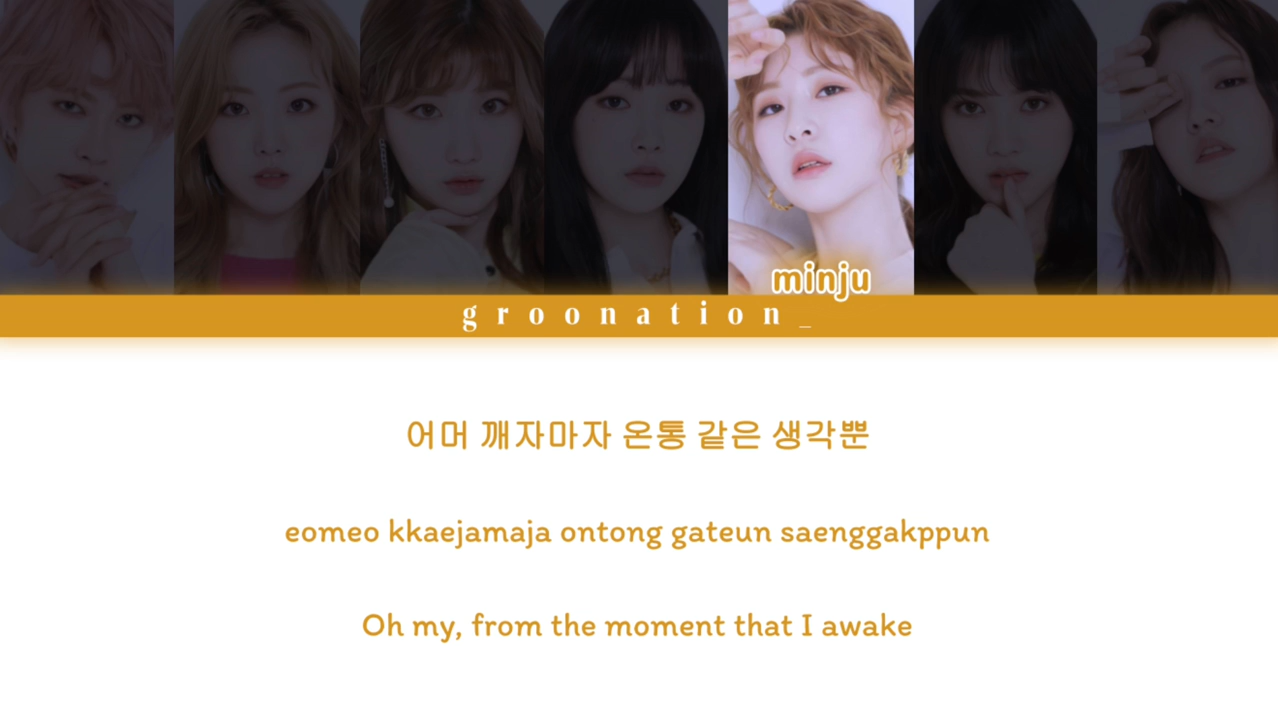 minju
groonation_
어머 깨자마자 온통 같은 생각뿐
eomeo kkaejamaja ontong gateun saenggakppun
Oh my, from the moment that I awake